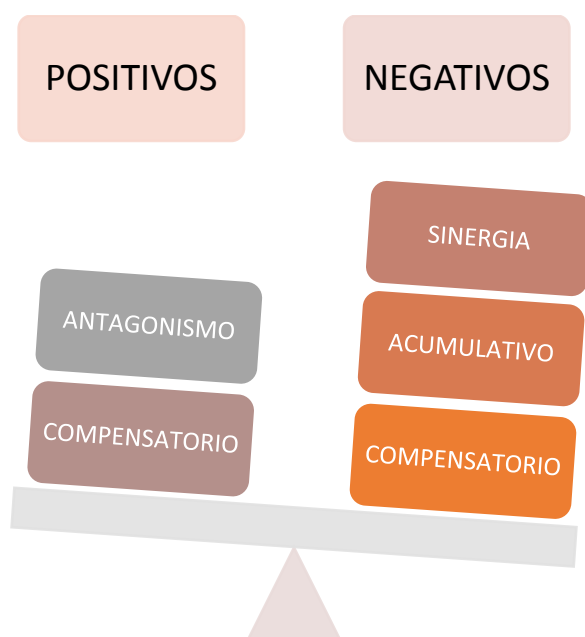 POSITIVOS
NEGATIVOS
SINERGIA
ANTAGONISMO
ACUMULATIVO
COMPENSATORIO
COMPENSATORIO